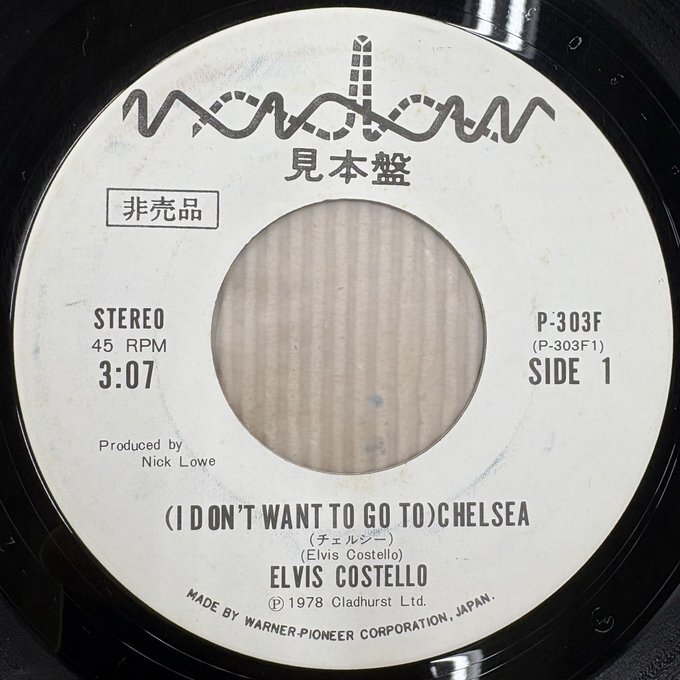 radar
見本盤
非売品
STEREO
45 RPM
3:07
P-303F
(P-303F1)
SIDE 1
Produced by
Nick Lowe
(I DON'T WANT TO GO TO)CHELSEA
(チェルシー)
(Elvis Costello)
ELVIS COSTELLO
Ⓟ 1978 Cladhurst Ltd.
MADE BY WARNER-PIONEER CORPORATION, JAPAN.